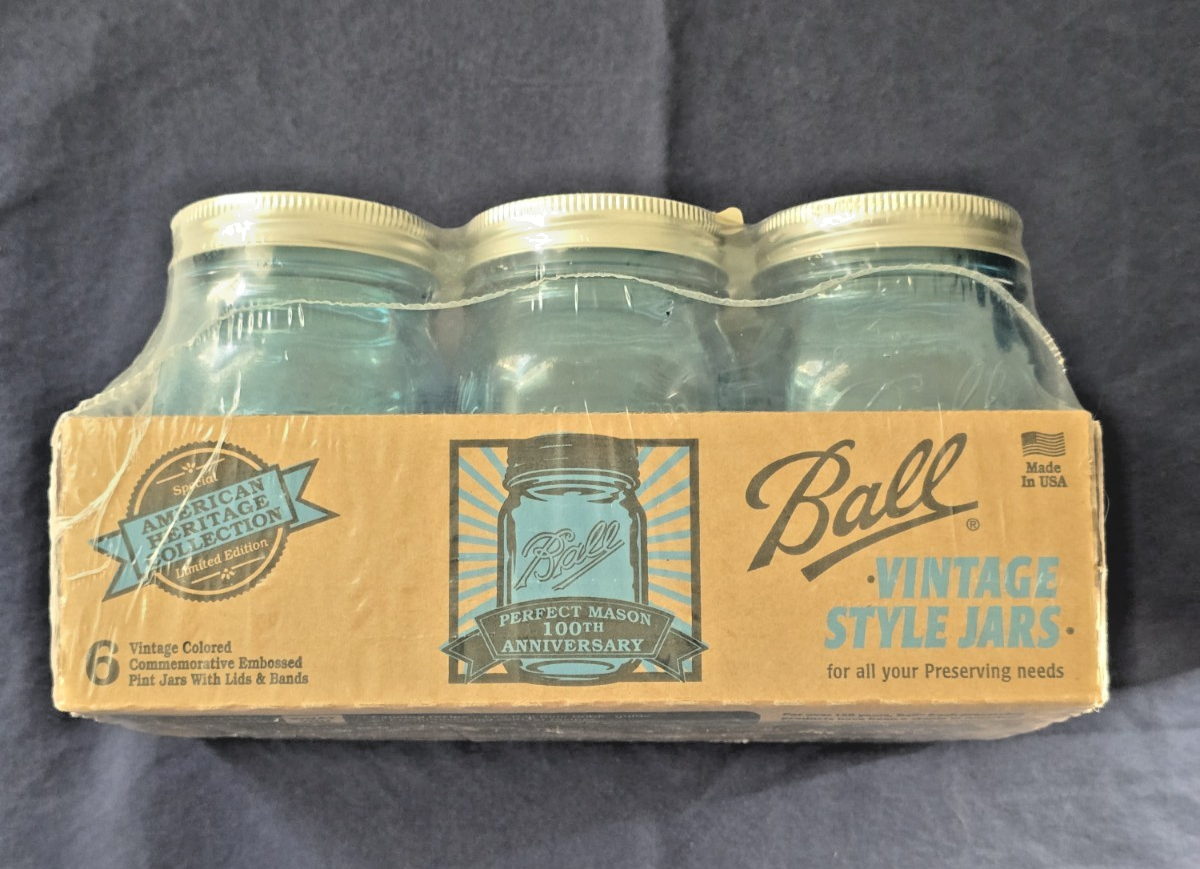 Special
AMERICAN
HERITAGE
COLLECTION
Limited Edition
6
Vintage Colored
Commemorative Embossed
Pint Jars With Lids & Bands
Ball
PERFECT MASON
100TH
ANNIVERSARY
Ball®
·VINTAGE
STYLE JARS·
for all your Preserving needs
Made
In USA